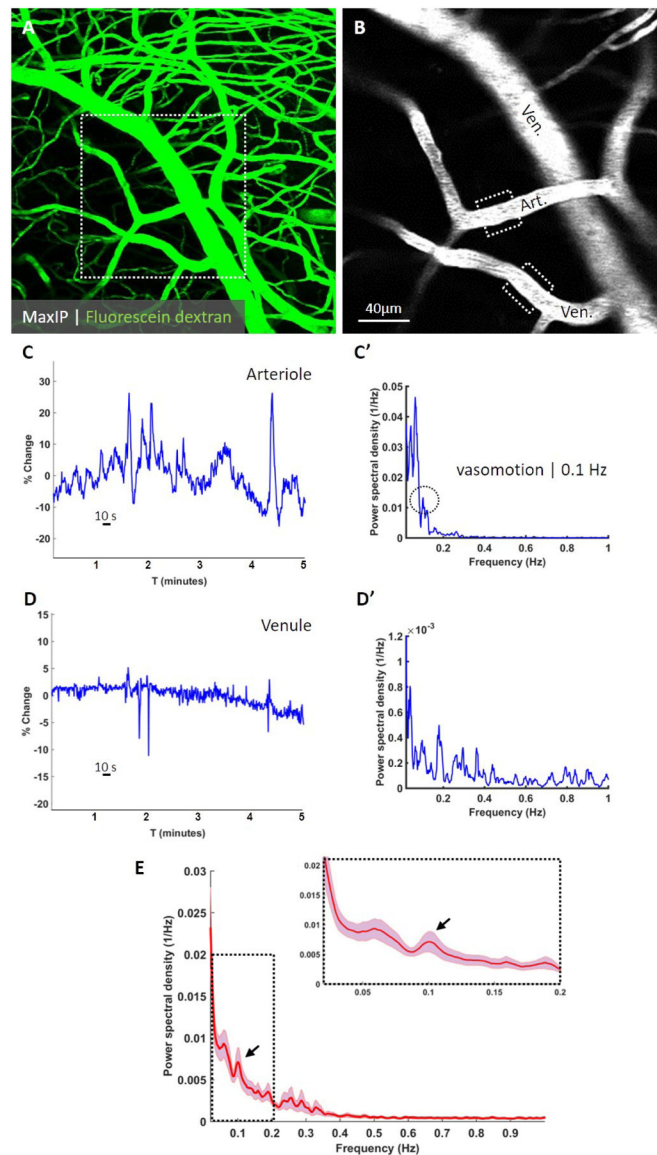 A
MaxIP | Fluorescein dextran
B
Ven.
Art.
Ven.
40μm
C
Arteriole
30
20
10
0
-10
-20
% Change
10 s
1 2 3 4 5
T (minutes)
C'
0.05
0.04
0.03
0.02
0.01
0
Power spectral density (1/Hz)
vasomotion | 0.1 Hz
0.2 0.4 0.6 0.8 1
Frequency (Hz)
D
Venule
15
10
5
0
-5
-10
-15
-20
% Change
10 s
1 2 3 4 5
T (minutes)
D'
× 10⁻³
1.2
1
0.8
0.6
0.4
0.2
0
Power spectral density (1/Hz)
0.2 0.4 0.6 0.8 1
Frequency (Hz)
E
0.03
0.025
0.02
0.015
0.01
0.005
0
Power spectral density (1/Hz)
0.02
0.015
0.01
0.005
0
0.05 0.1 0.15 0.2
0.1 0.2 0.3 0.4 0.5 0.6 0.7 0.8 0.9
Frequency (Hz)